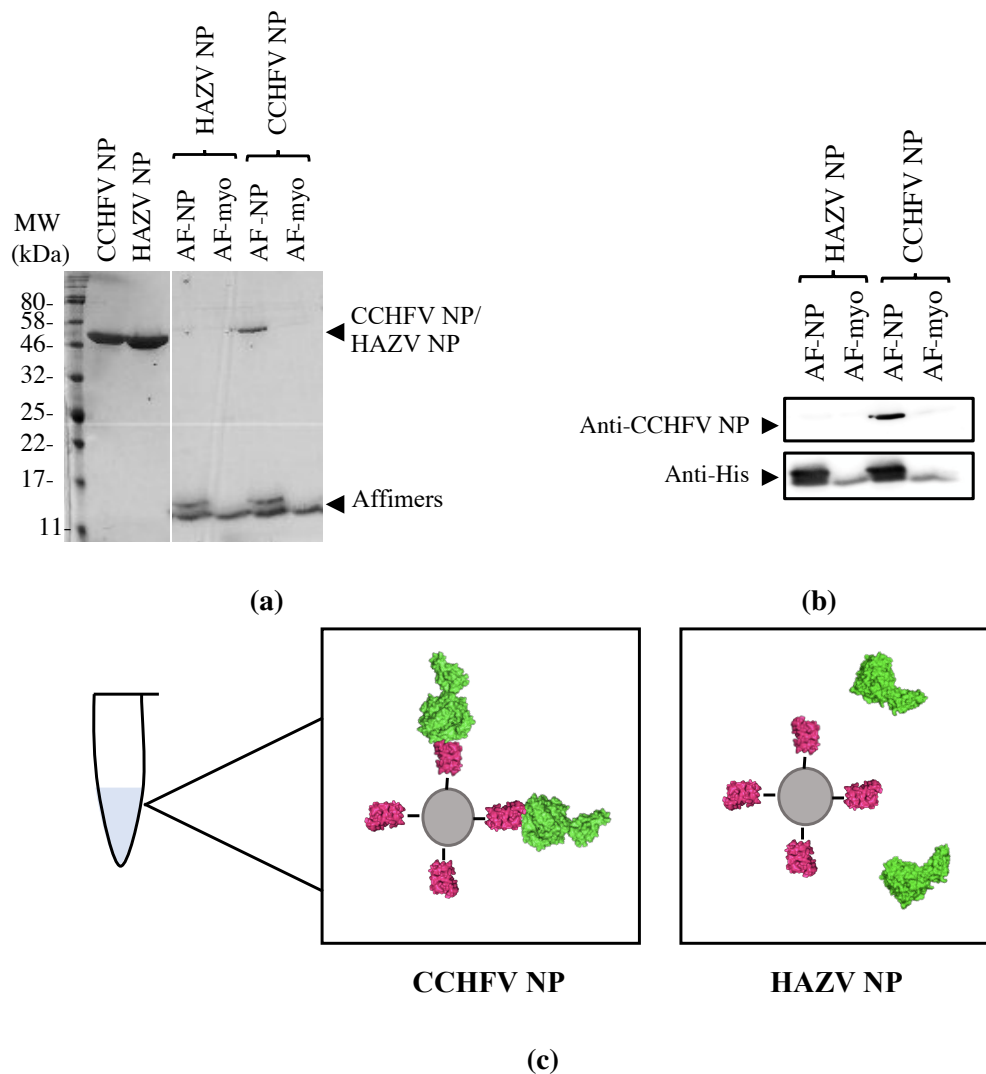 HAZV NP
CCHFV NP
CCHFV NP
HAZV NP
AF-NP
AF-myo
AF-NP
AF-myo
MW
(kDa)
80-
58-
46-
32-
25-
22-
17-
11-
CCHFV NP/
HAZV NP
Affimers
(a)
HAZV NP
CCHFV NP
AF-NP
AF-myo
AF-NP
AF-myo
Anti-CCHFV NP
Anti-His
(b)
CCHFV NP
HAZV NP
(c)